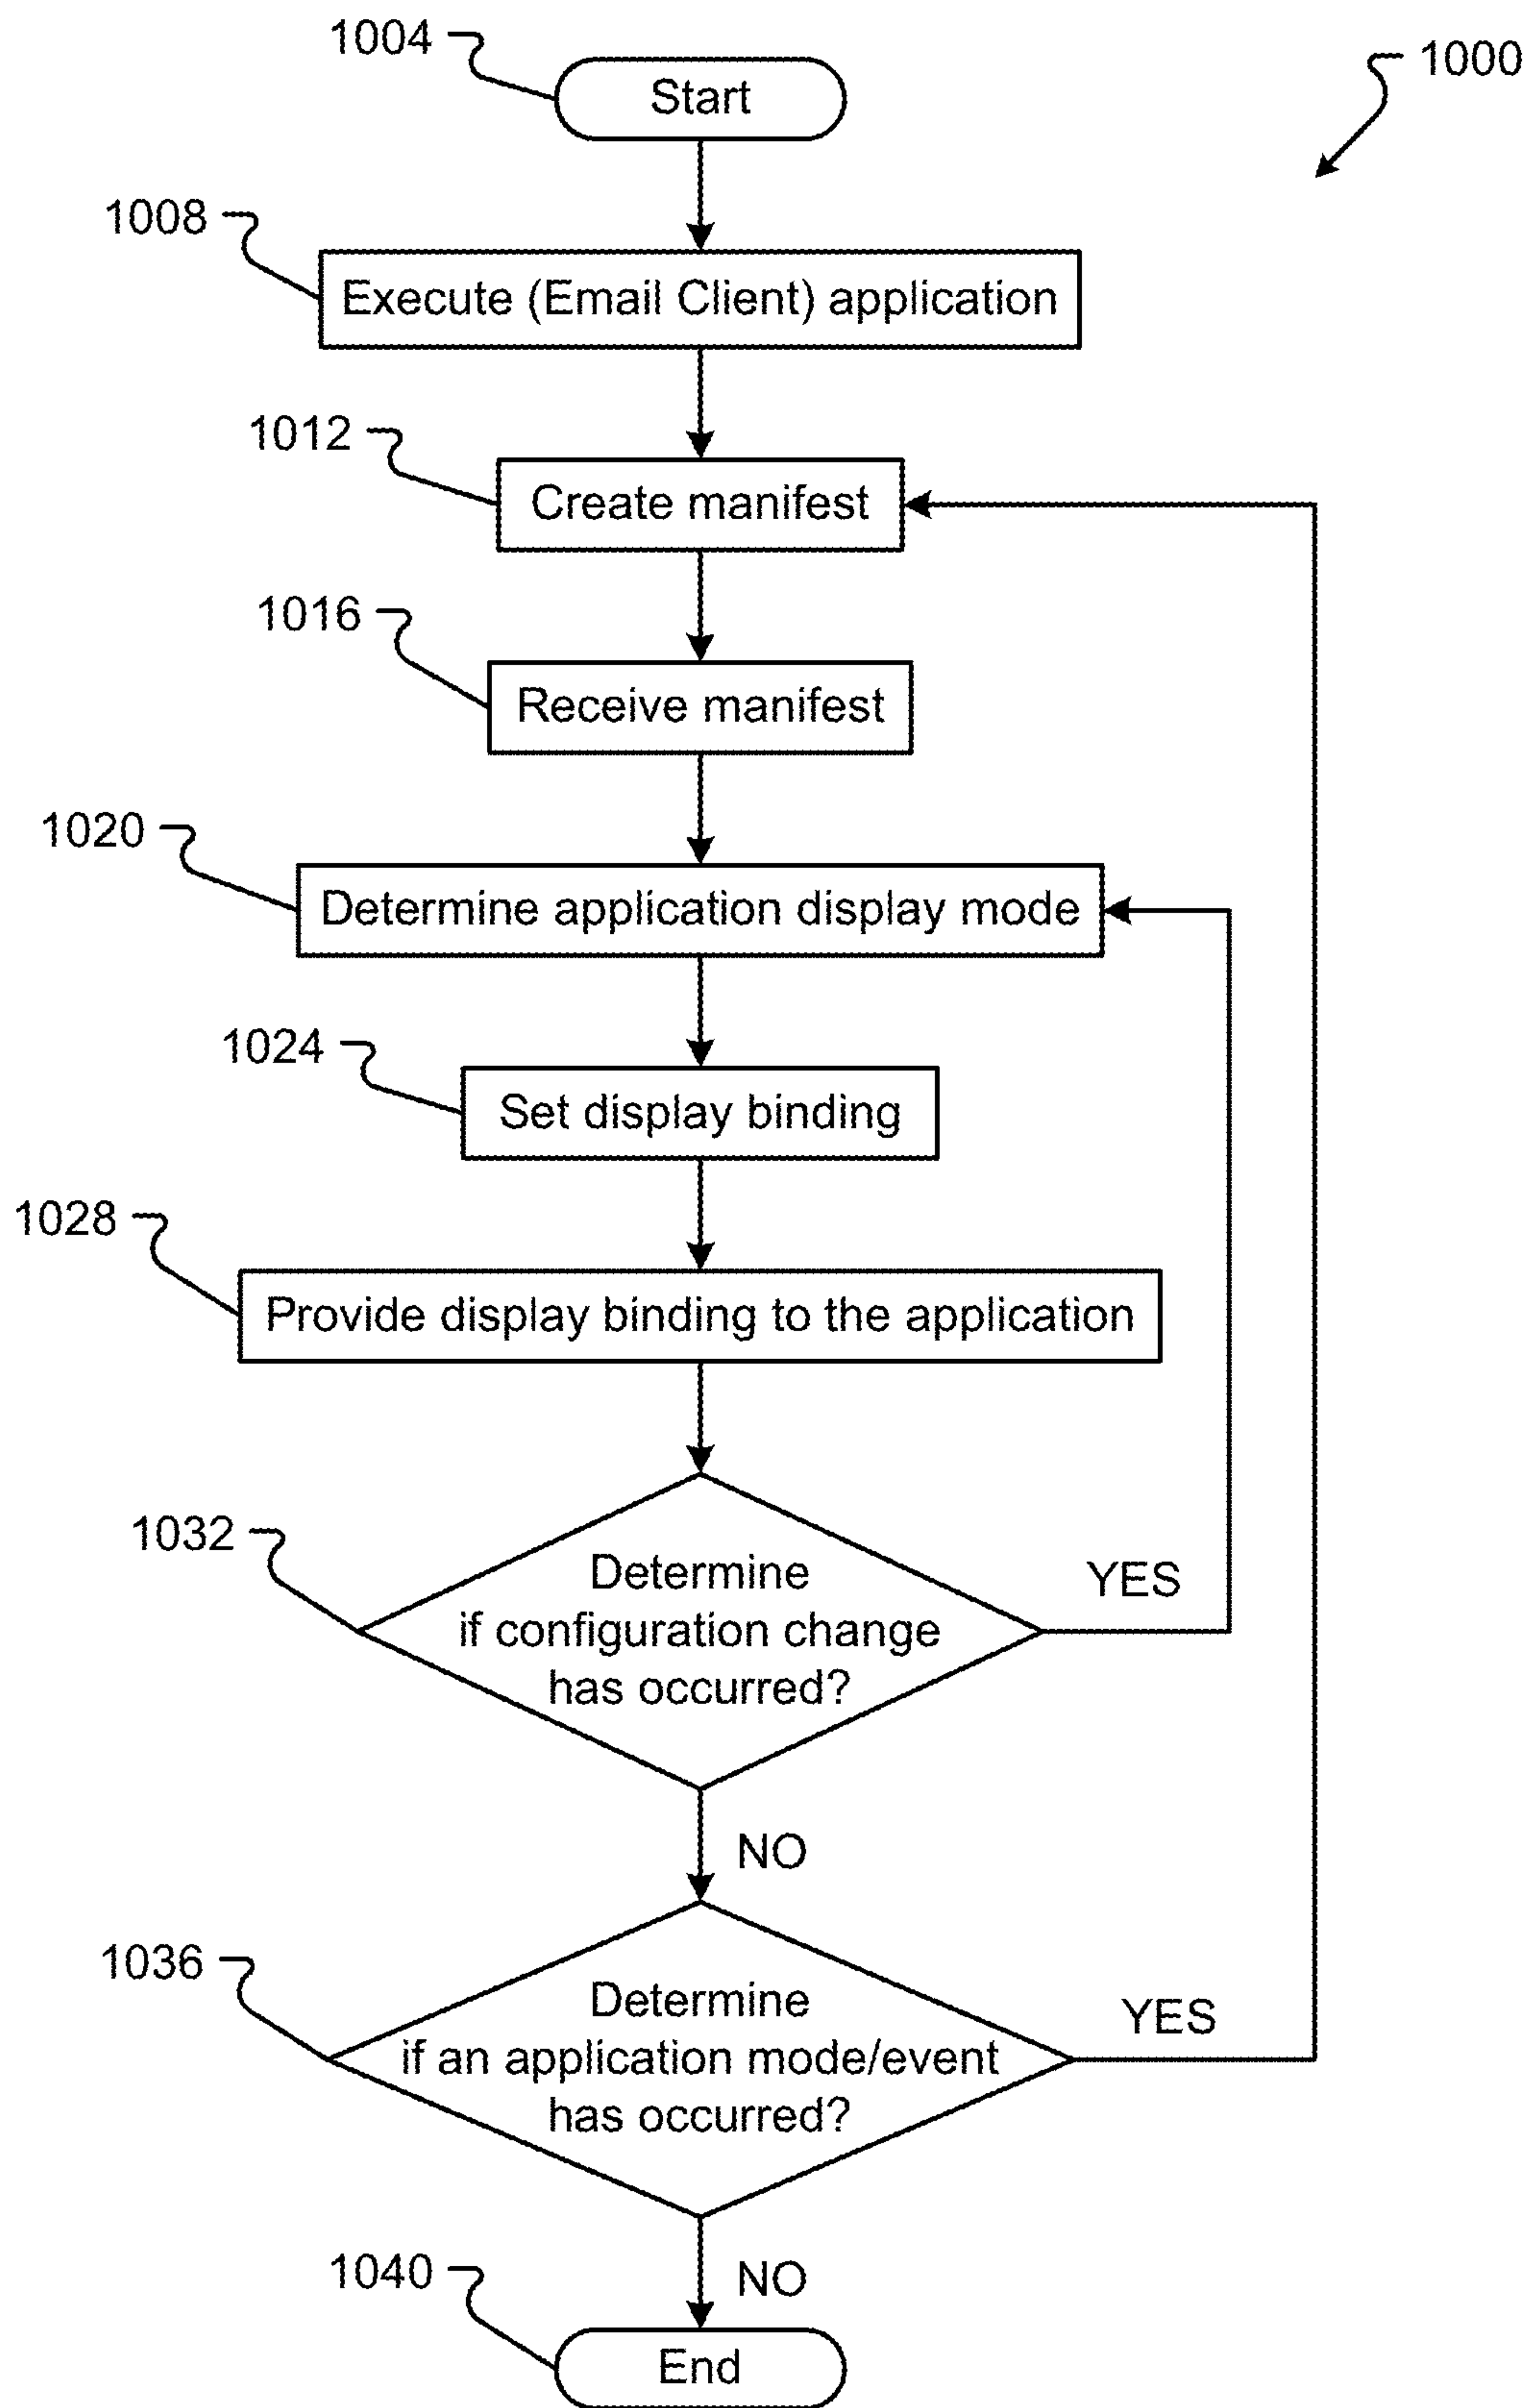 1004
Start
1000
1008
Execute (Email Client) application
1012
Create manifest
1016
Receive manifest
1020
Determine application display mode
1024
Set display binding
1028
Provide display binding to the application
1032
Determine
if configuration change
has occurred?
YES
NO
1036
Determine
if an application mode/event
has occurred?
YES
NO
1040
End